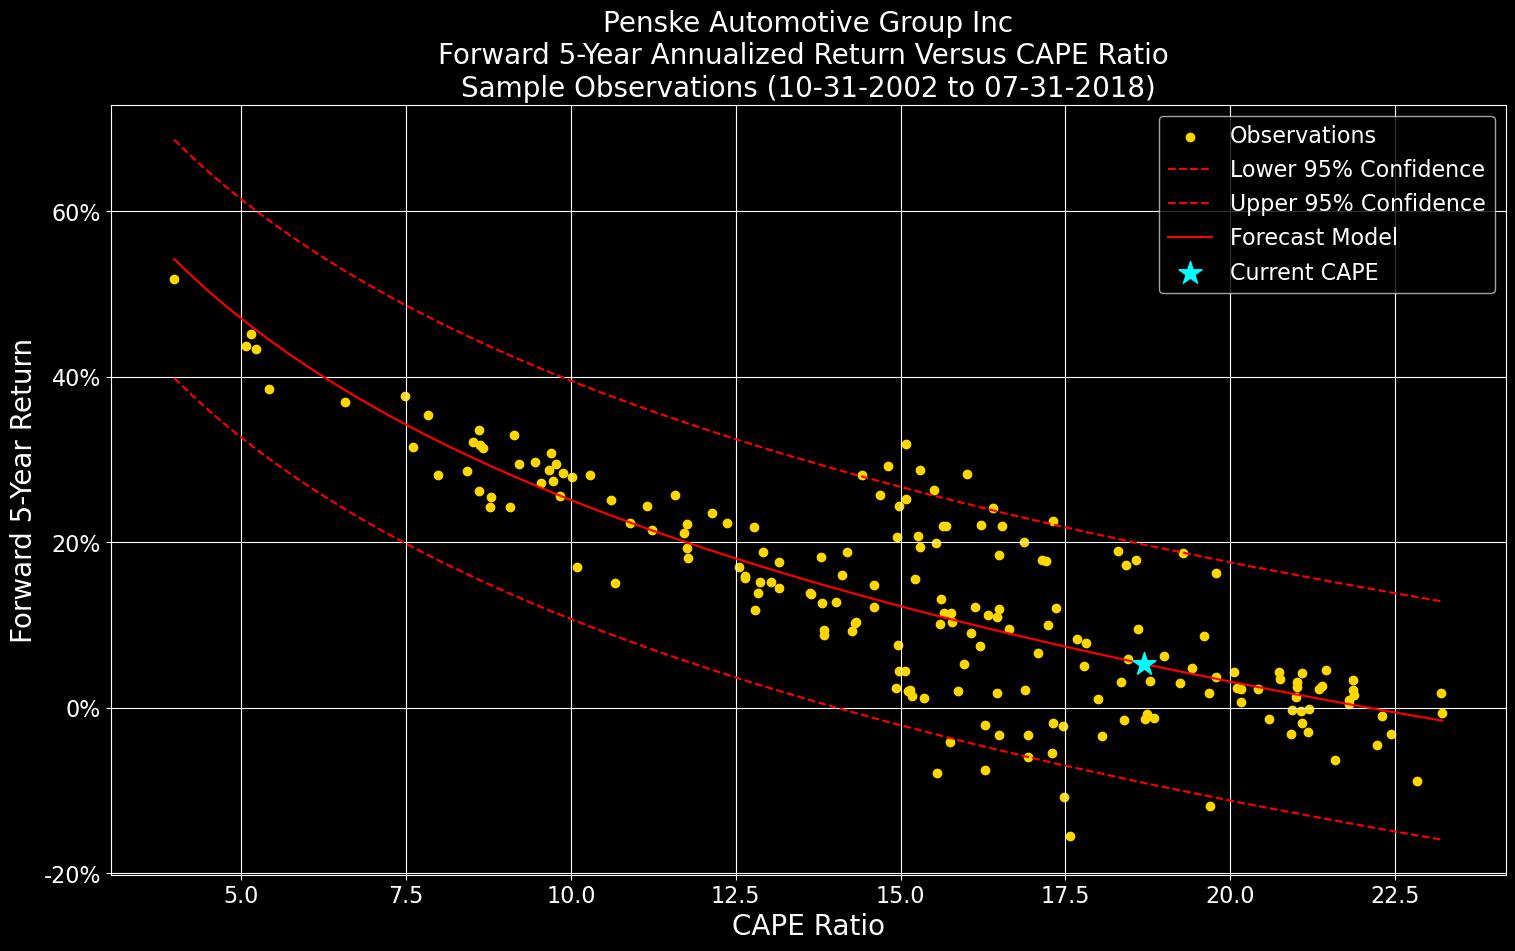 Penske Automotive Group Inc
Forward 5-Year Annualized Return Versus CAPE Ratio
Sample Observations (10-31-2002 to 07-31-2018)
Observations
Lower 95% Confidence
Upper 95% Confidence
Forecast Model
Current CAPE
Forward 5-Year Return
60%
40%
20%
0%
-20%
5.0 7.5 10.0 12.5 15.0 17.5 20.0 22.5
CAPE Ratio